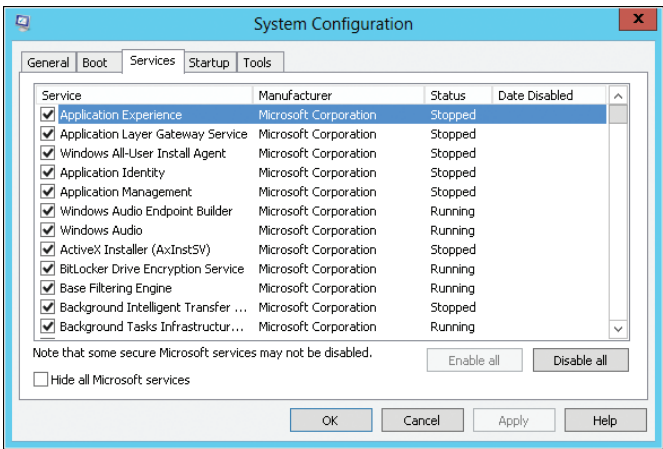 System Configuration
x
General Boot Services Startup Tools
Service Manufacturer Status Date Disabled
Application Experience Microsoft Corporation Stopped
Application Layer Gateway Service Microsoft Corporation Stopped
Windows All-User Install Agent Microsoft Corporation Stopped
Application Identity Microsoft Corporation Stopped
Application Management Microsoft Corporation Stopped
Windows Audio Endpoint Builder Microsoft Corporation Running
Windows Audio Microsoft Corporation Running
ActiveX Installer (AxInstSV) Microsoft Corporation Stopped
BitLocker Drive Encryption Service Microsoft Corporation Running
Base Filtering Engine Microsoft Corporation Running
Background Intelligent Transfer ... Microsoft Corporation Stopped
Background Tasks Infrastructur... Microsoft Corporation Running
Note that some secure Microsoft services may not be disabled.
Enable all Disable all
Hide all Microsoft services
OK Cancel Apply Help